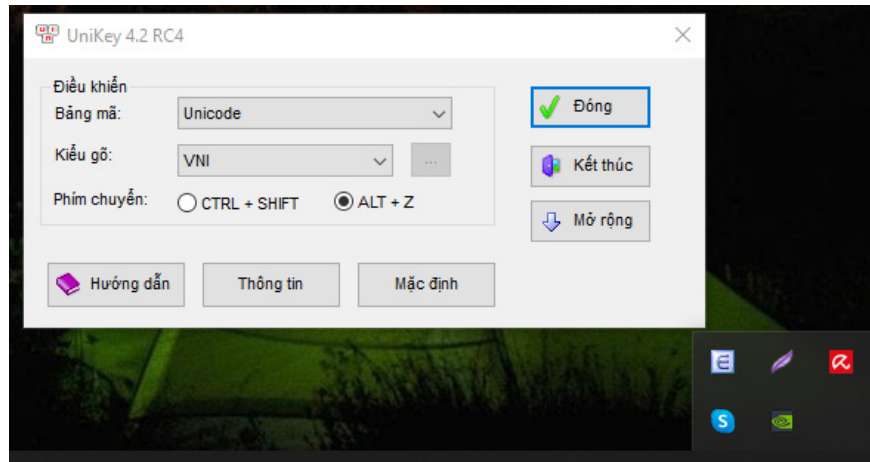 UniKey 4.2 RC4
Điều khiển
Bảng mã: Unicode
Kiểu gõ: VNI ...
Phím chuyển: CTRL + SHIFT ALT + Z
Đóng
Kết thúc
Mở rộng
Hướng dẫn Thông tin Mặc định